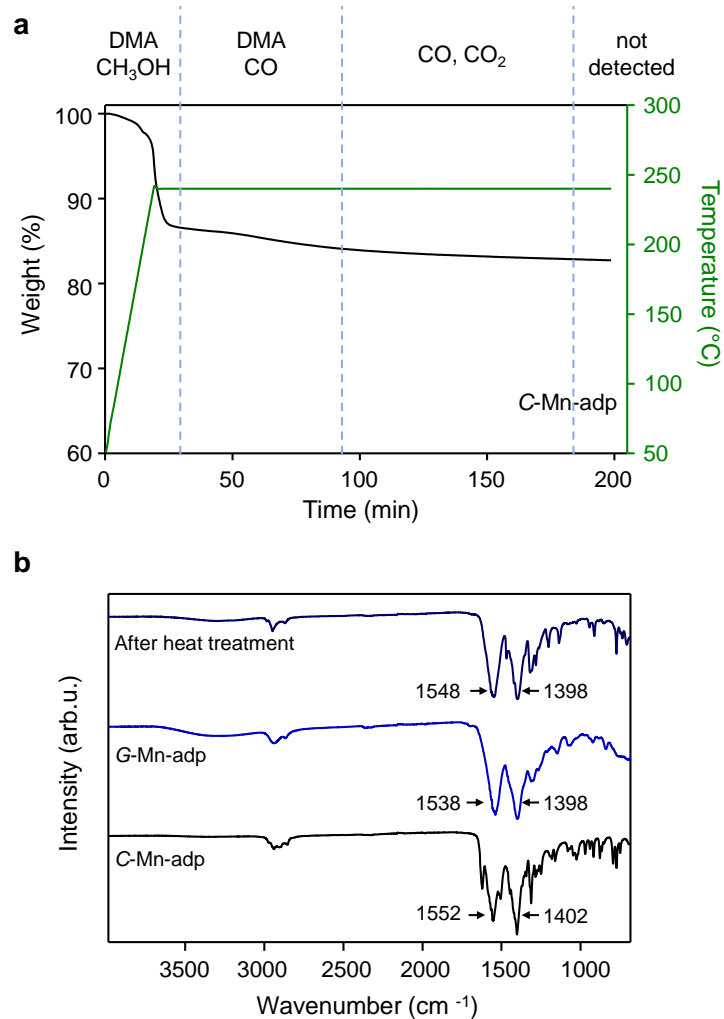 a
DMA
CH₃OH
DMA
CO
CO, CO₂
not
detected
100
90
80
70
60
Weight (%)
300
250
200
150
100
50
Temperature (°C)
C-Mn-adp
0
50
100
150
200
Time (min)
b
After heat treatment
1548
1398
G-Mn-adp
1538
1398
C-Mn-adp
1552
1402
Intensity (arb.u.)
3500
3000
2500
2000
1500
1000
Wavenumber (cm ⁻¹)